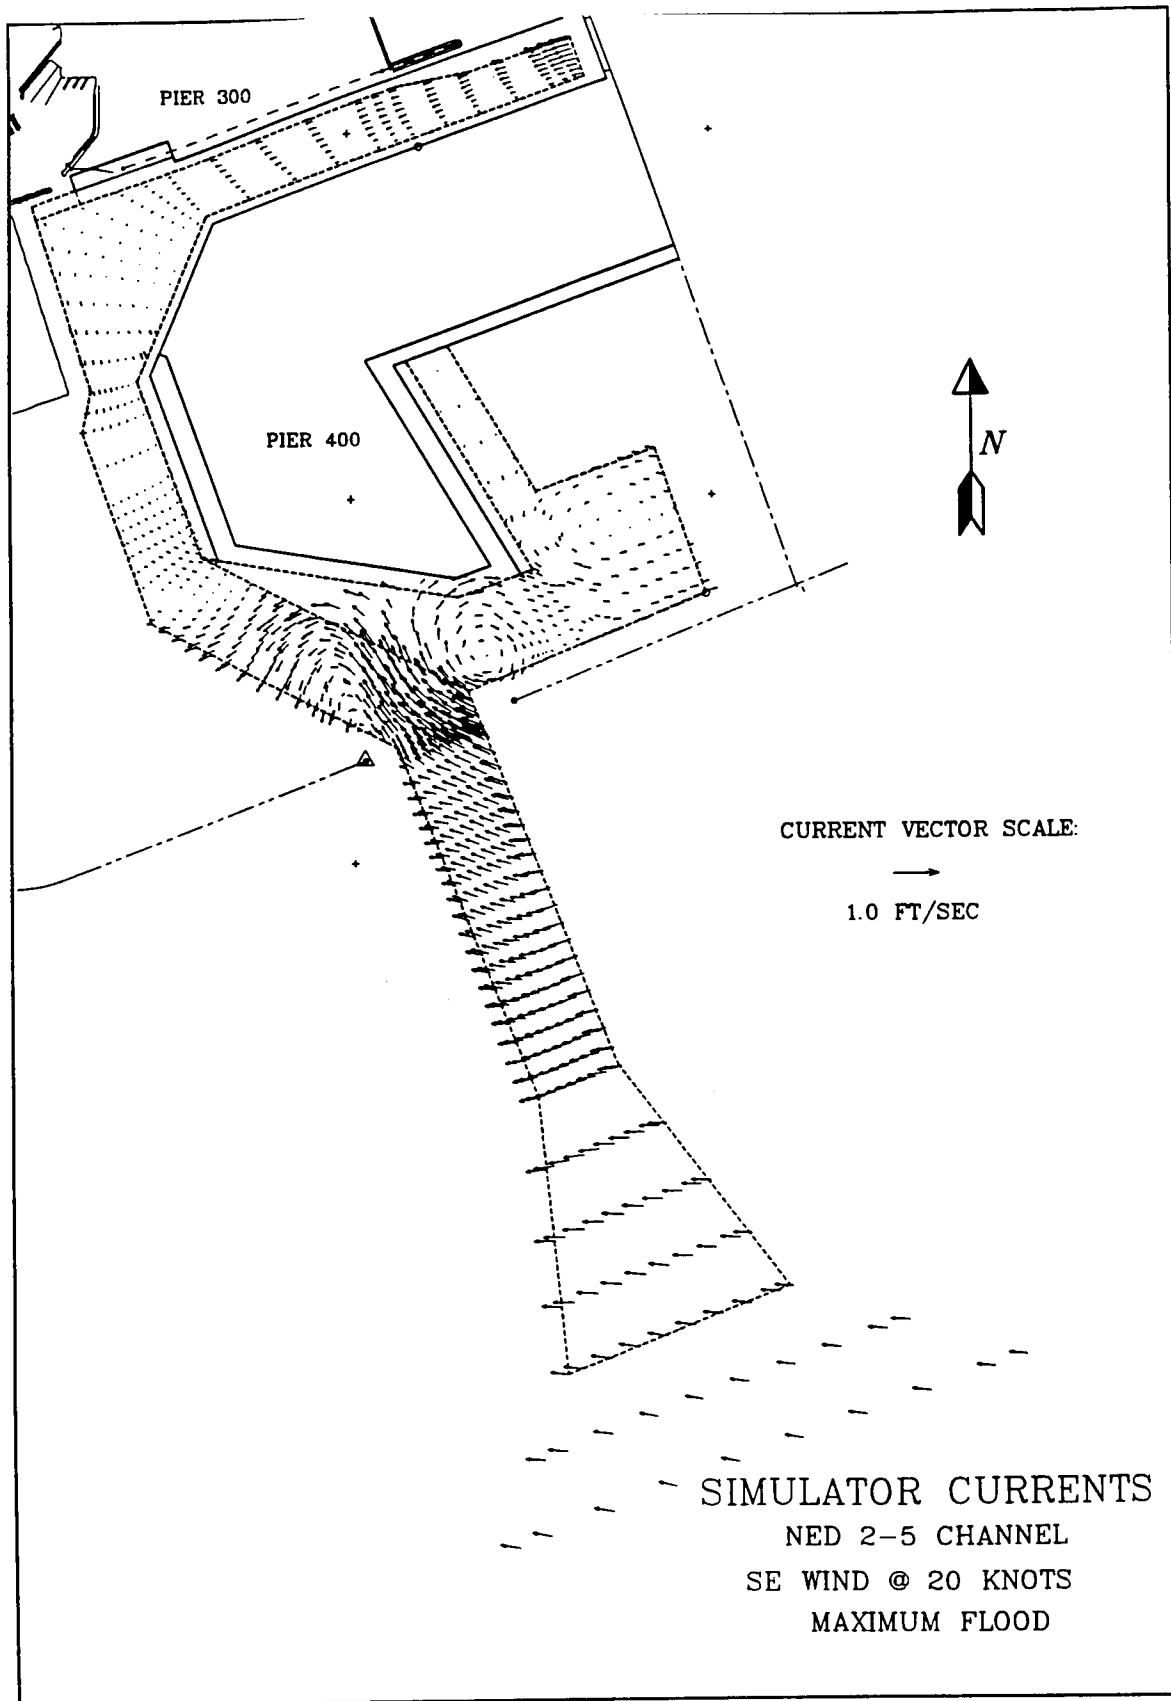 PIER 300
PIER 400
N
CURRENT VECTOR SCALE:
1.0 FT/SEC
SIMULATOR CURRENTS
NED 2-5 CHANNEL
SE WIND @ 20 KNOTS
MAXIMUM FLOOD